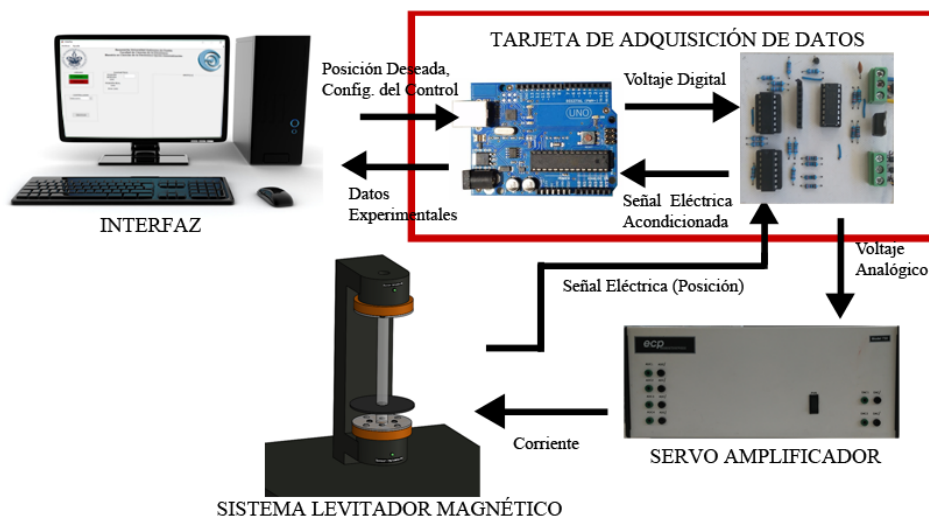 TARJETA DE ADQUISICIÓN DE DATOS
Posición Deseada,
Config. del Control
Voltaje Digital
UNO
Datos
Experimentales
Señal Eléctrica
Acondicionada
INTERFAZ
Voltaje
Analógico
Señal Eléctrica (Posición)
ecp
Corriente
SERVO AMPLIFICADOR
SISTEMA LEVITADOR MAGNÉTICO